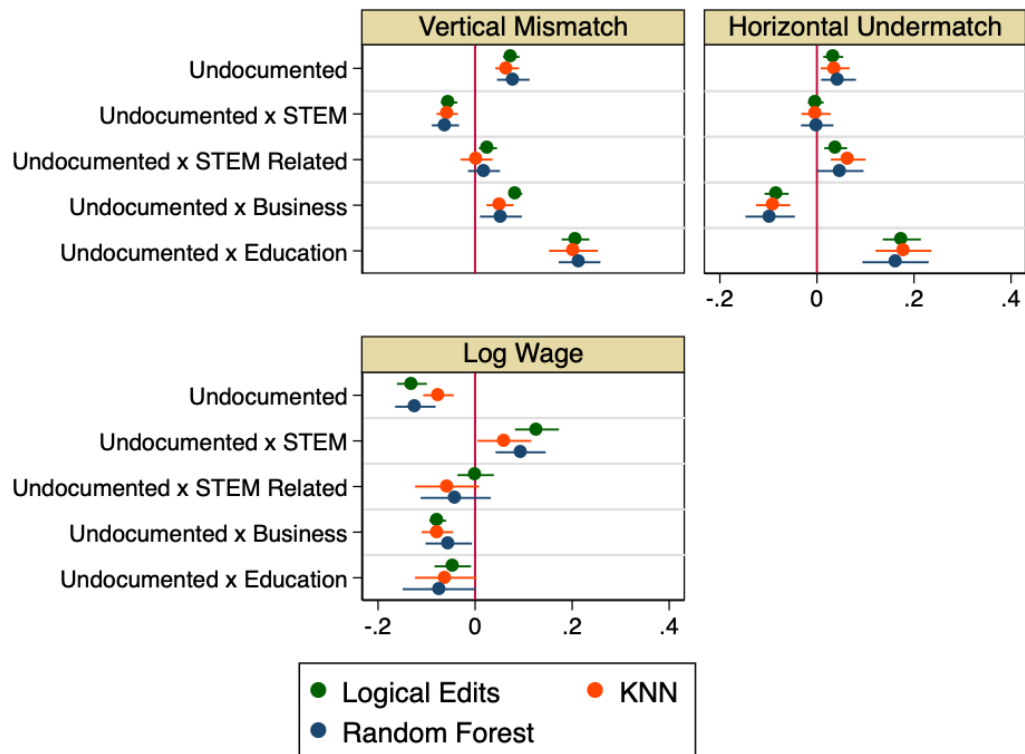 Vertical Mismatch
Horizontal Undermatch
Undocumented
Undocumented x STEM
Undocumented x STEM Related
Undocumented x Business
Undocumented x Education
-.2 0 .2 .4
Log Wage
Undocumented
Undocumented x STEM
Undocumented x STEM Related
Undocumented x Business
Undocumented x Education
-.2 0 .2 .4
Logical Edits
KNN
Random Forest